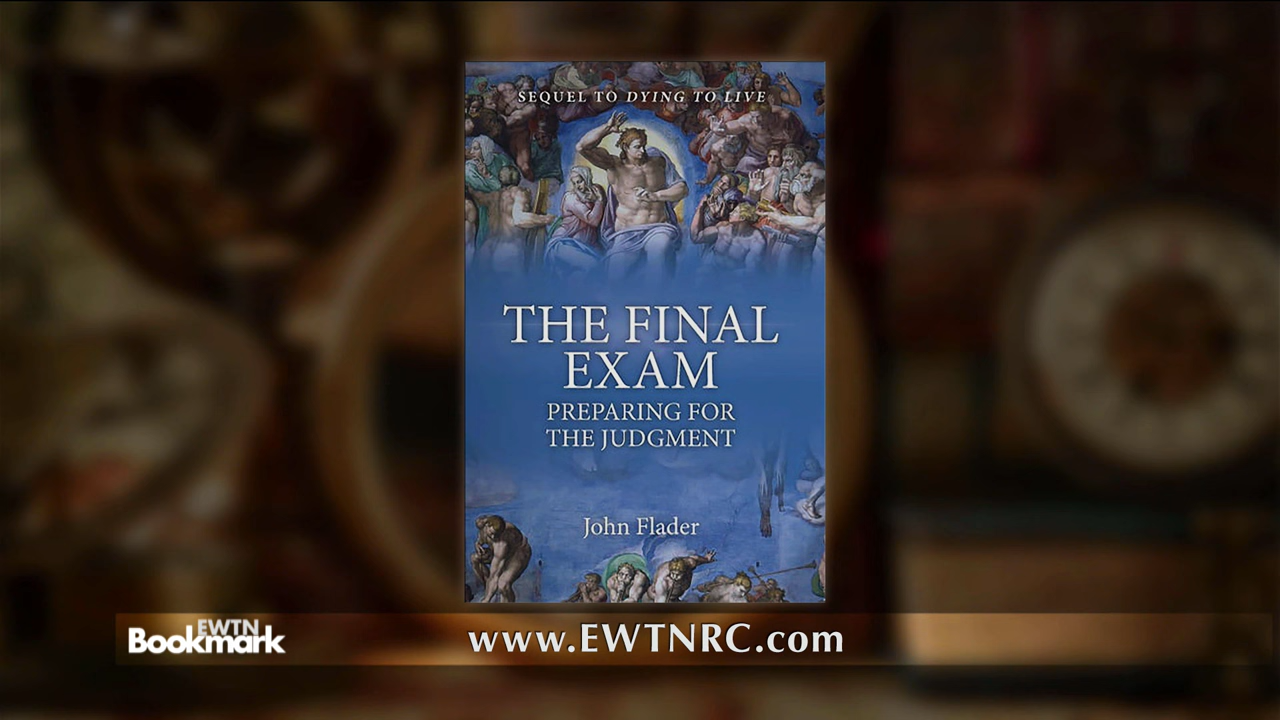 SEQUEL TO DYING TO LIVE
THE FINAL
EXAM
PREPARING FOR
THE JUDGMENT
John Flader
EWTN
Bookmark
www.EWTNRC.com